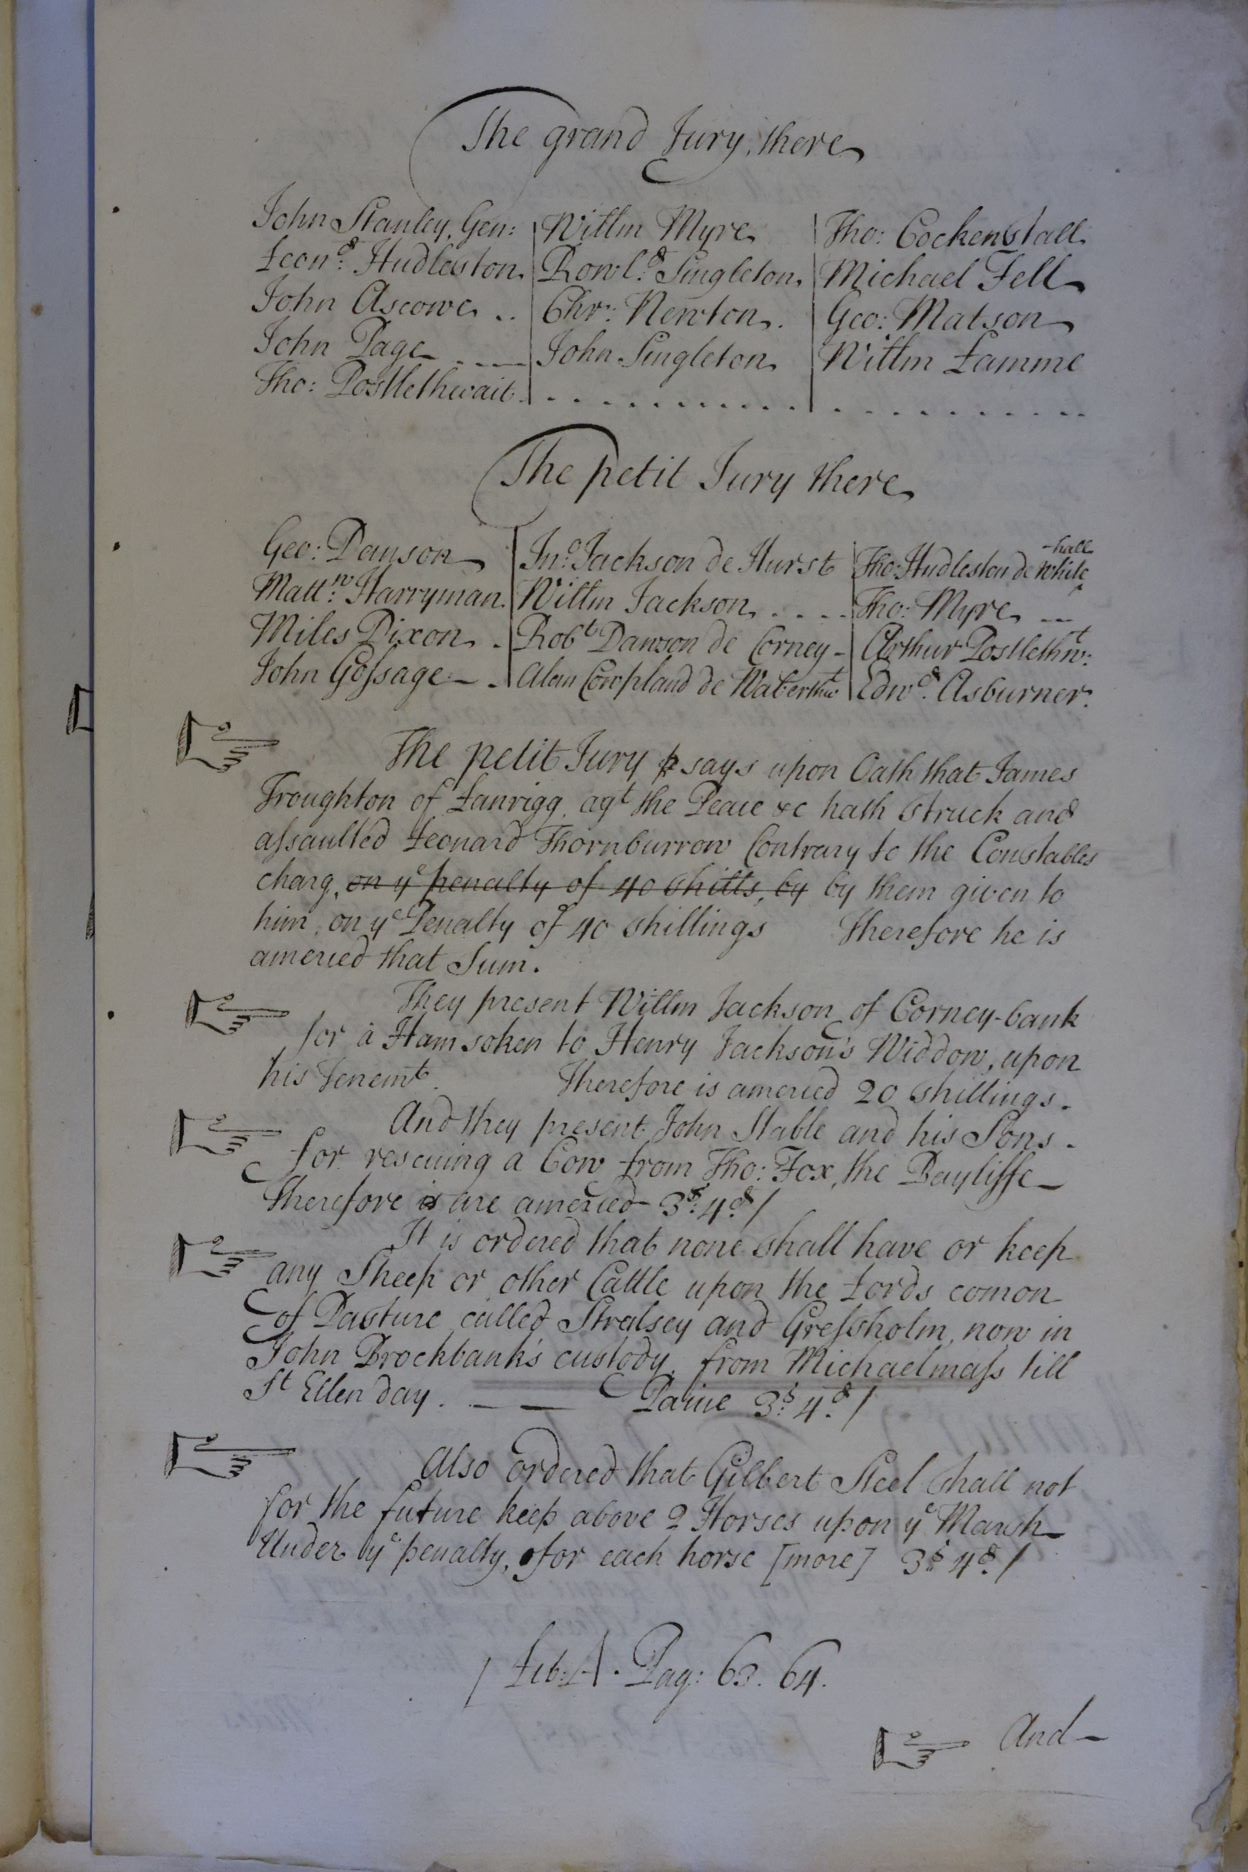 The grand Jury, there
John Stanley, Gen: Willm Myre Tho: Cockenstall
Leon^d: Hudleston Rowl^d: Singleton Michael Fell
John Ascowe .. Chr: Newton. Geo: Matson
John Page - - - - John Singleton Willm Lamme
Tho: Postlethwait - - - - - - - - - - - - - - - - - - - -
The petit Jury there
Geo: Dawson Jn^o: Jackson de Hurst Tho: Hudleston de White -hall
Matt^w: Harryman Willm Jackson - - - - Tho: Myre - -
Miles Dixon - Rob^t Dawson de Corney - Arthur Postlethw^t:
John Gossage - - Alan Cowpland de Waberthw^t Edw^d: Asburner
The petit Jury says upon Oath that James
Troughton of Lanrigg, ag^t the Peace &c hath struck and
assaulted Leonard Thornburrow Contrary to the Constables
charg, on y^e penalty of 40 shills, by by them given to
him, on y^e Penalty of 40 shillings Therefore he is
amercied that Sum.
They present Willm Jackson of Corney-bank
for a Hamsoken to Henry Jackson's Widdow, upon
his Tenemt. Therefore is amercied 20 shillings.
And they present John Stable and his Sons -
for rescuing a Cow from Tho: Fox, the Bayliffe -
Therefore is are amercied 3^s: 4^d /
It is ordered that none shall have or keep
any Sheep or other Cattle upon the Lords comon
of Pasture called Stralsey and Gressholm, now in
John Brockbank's custody, from Michaelmass till
St Ellen day. — — Paine 3^s: 4^d: /
Also ordered that Gilbert Steel shall not
for the future keep above 2 Horses upon y^e Marsh
Under y^e penalty, for each horse [more] 3^s: 4^d: /
/ Lib: A. Pag: 63. 64.
And -